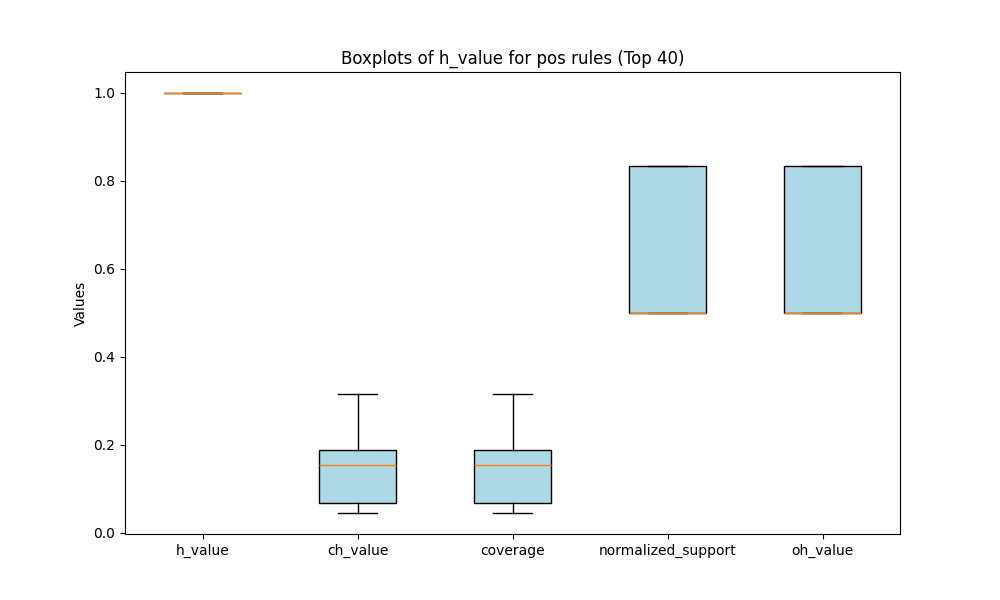 Boxplots of h_value for pos rules (Top 40)
Values
1.0
0.8
0.6
0.4
0.2
0.0
h_value
ch_value
coverage
normalized_support
oh_value